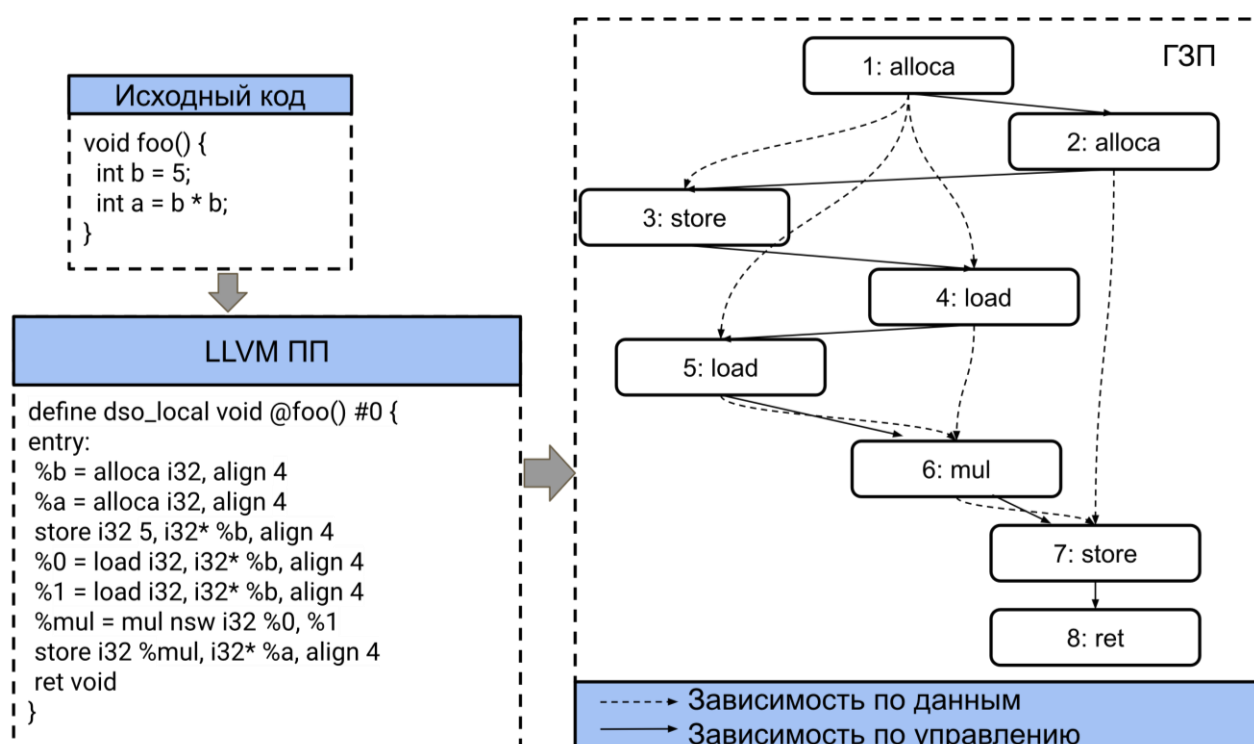 Исходный код
void foo() {
int b = 5;
int a = b * b;
}
LLVM ПП
define dso_local void @foo() #0 {
entry:
%b = alloca i32, align 4
%a = alloca i32, align 4
store i32 5, i32* %b, align 4
%0 = load i32, i32* %b, align 4
%1 = load i32, i32* %b, align 4
%mul = mul nsw i32 %0, %1
store i32 %mul, i32* %a, align 4
ret void
}
ГЗП
1: alloca
2: alloca
3: store
4: load
5: load
6: mul
7: store
8: ret
Зависимость по данным
Зависимость по управлению